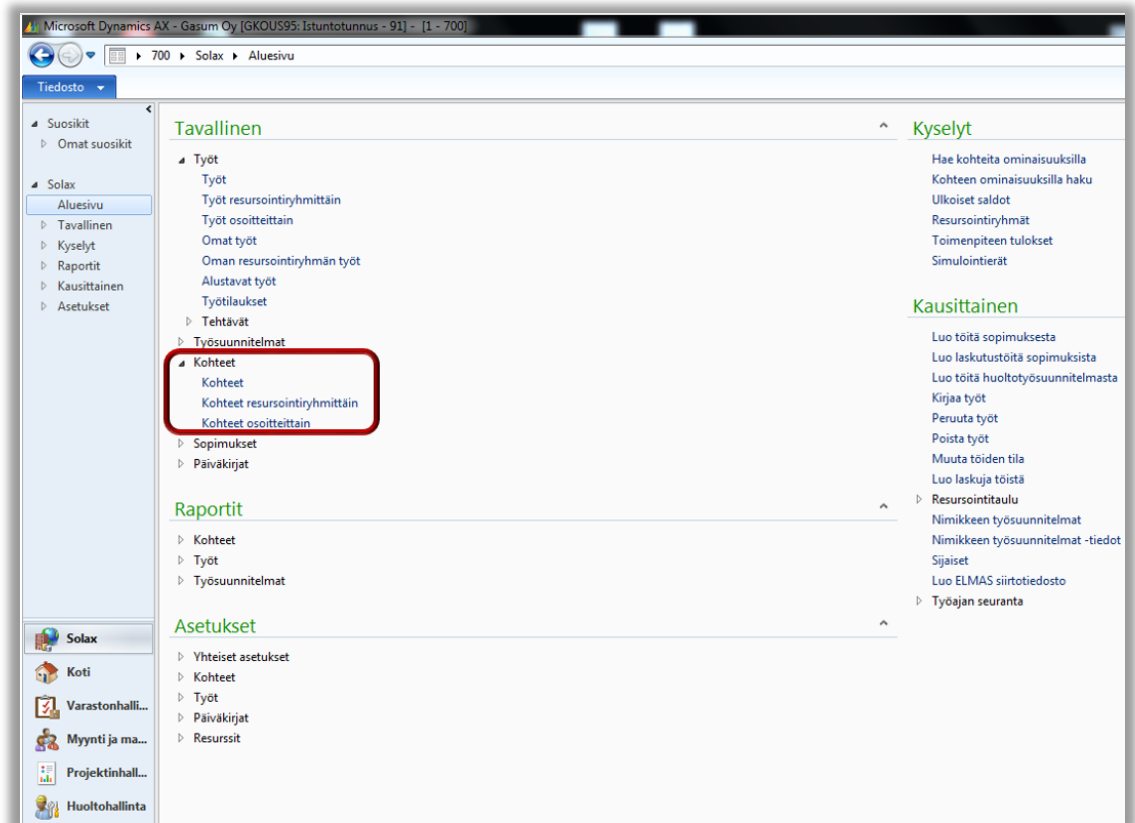 Microsoft Dynamics AX - Gasum Oy [GKOUS95: Istuntotunnus - 91] - [1 - 700]
700 Solax Aluesivu
Tiedosto
Suosikit
Omat suosikit
Solax
Aluesivu
Tavallinen
Kyselyt
Raportit
Kausittainen
Asetukset
Solax
Koti
Varastonhalli...
Myynti ja ma...
Projektinhall...
Huoltohallinta
Tavallinen
Työt
Työt
Työt resursointiryhmittäin
Työt osoitteittain
Omat työt
Oman resursointiryhmän työt
Alustavat työt
Työtilaukset
Tehtävät
Työsuunnitelmat
Kohteet
Kohteet
Kohteet resursointiryhmittäin
Kohteet osoitteittain
Sopimukset
Päiväkirjat
Raportit
Kohteet
Työt
Työsuunnitelmat
Asetukset
Yhteiset asetukset
Kohteet
Työt
Päiväkirjat
Resurssit
Kyselyt
Hae kohteita ominaisuuksilla
Kohteen ominaisuuksilla haku
Ulkoiset saldot
Resursointiryhmät
Toimenpiteen tulokset
Simulointierät
Kausittainen
Luo töitä sopimuksesta
Luo laskutustöitä sopimuksista
Luo töitä huoltotyösuunnitelmasta
Kirjaa työt
Peruuta työt
Poista työt
Muuta töiden tila
Luo laskuja töistä
Resursointitaulu
Nimikkeen työsuunnitelmat
Nimikkeen työsuunnitelmat -tiedot
Sijaiset
Luo ELMAS siirtotiedosto
Työajan seuranta